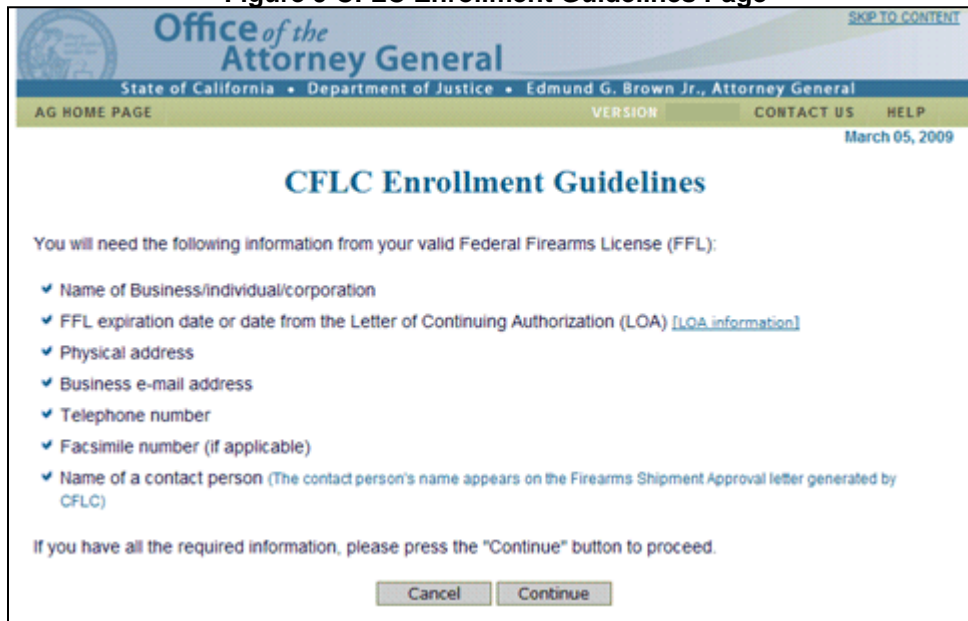 Figure 3 CFLC Enrollment Guidelines Page
SKIP TO CONTENT
Office of the
Attorney General
State of California • Department of Justice • Edmund G. Brown Jr., Attorney General
AG HOME PAGE VERSION CONTACT US HELP
March 05, 2009
CFLC Enrollment Guidelines
You will need the following information from your valid Federal Firearms License (FFL):
Name of Business/individual/corporation
FFL expiration date or date from the Letter of Continuing Authorization (LOA) [LOA information]
Physical address
Business e-mail address
Telephone number
Facsimile number (if applicable)
Name of a contact person (The contact person's name appears on the Firearms Shipment Approval letter generated by
CFLC)
If you have all the required information, please press the "Continue" button to proceed.
Cancel Continue